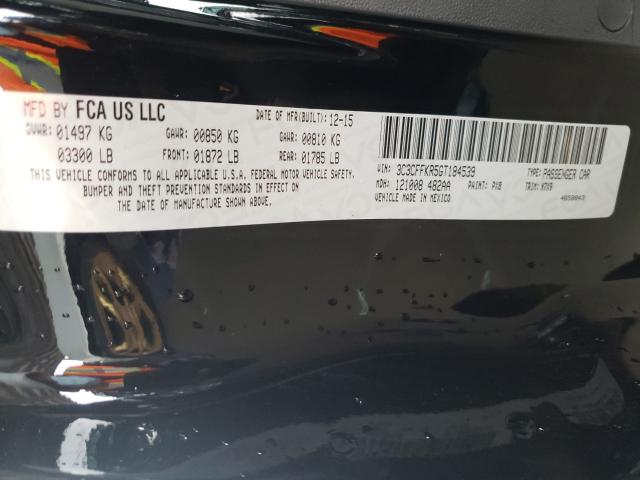 MFD BY FCA US LLC
DATE OF MFR(BUILT): 12-15
GVWR: 01497 KG
GAWR: 00850 KG
GAWR: 00810 KG
03300 LB
FRONT: 01872 LB
REAR: 01785 LB
THIS VEHICLE CONFORMS TO ALL APPLICABLE U.S.A. FEDERAL MOTOR VEHICLE SAFETY,
BUMPER AND THEFT PREVENTION STANDARDS IN EFFECT ON
THE DATE OF MANUFACTURE SHOWN ABOVE.
VIN: 3C3CFFKR5GT184539
TYPE: PASSENGER CAR
MDH: 121008 482AA
PAINT: PX8
TRIM: H7X9
VEHICLE MADE IN MEXICO